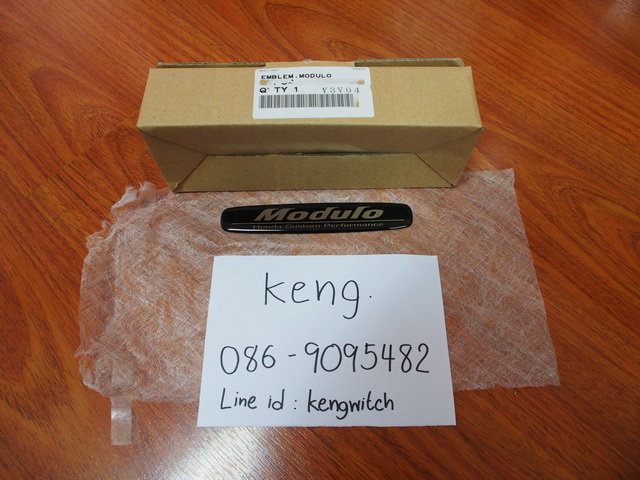 EMBLEM.MODULO
Q' TY 1 Y3V04
Modulo
Honda Custom Performance
keng.
086-9095482
Line id : kengwitch